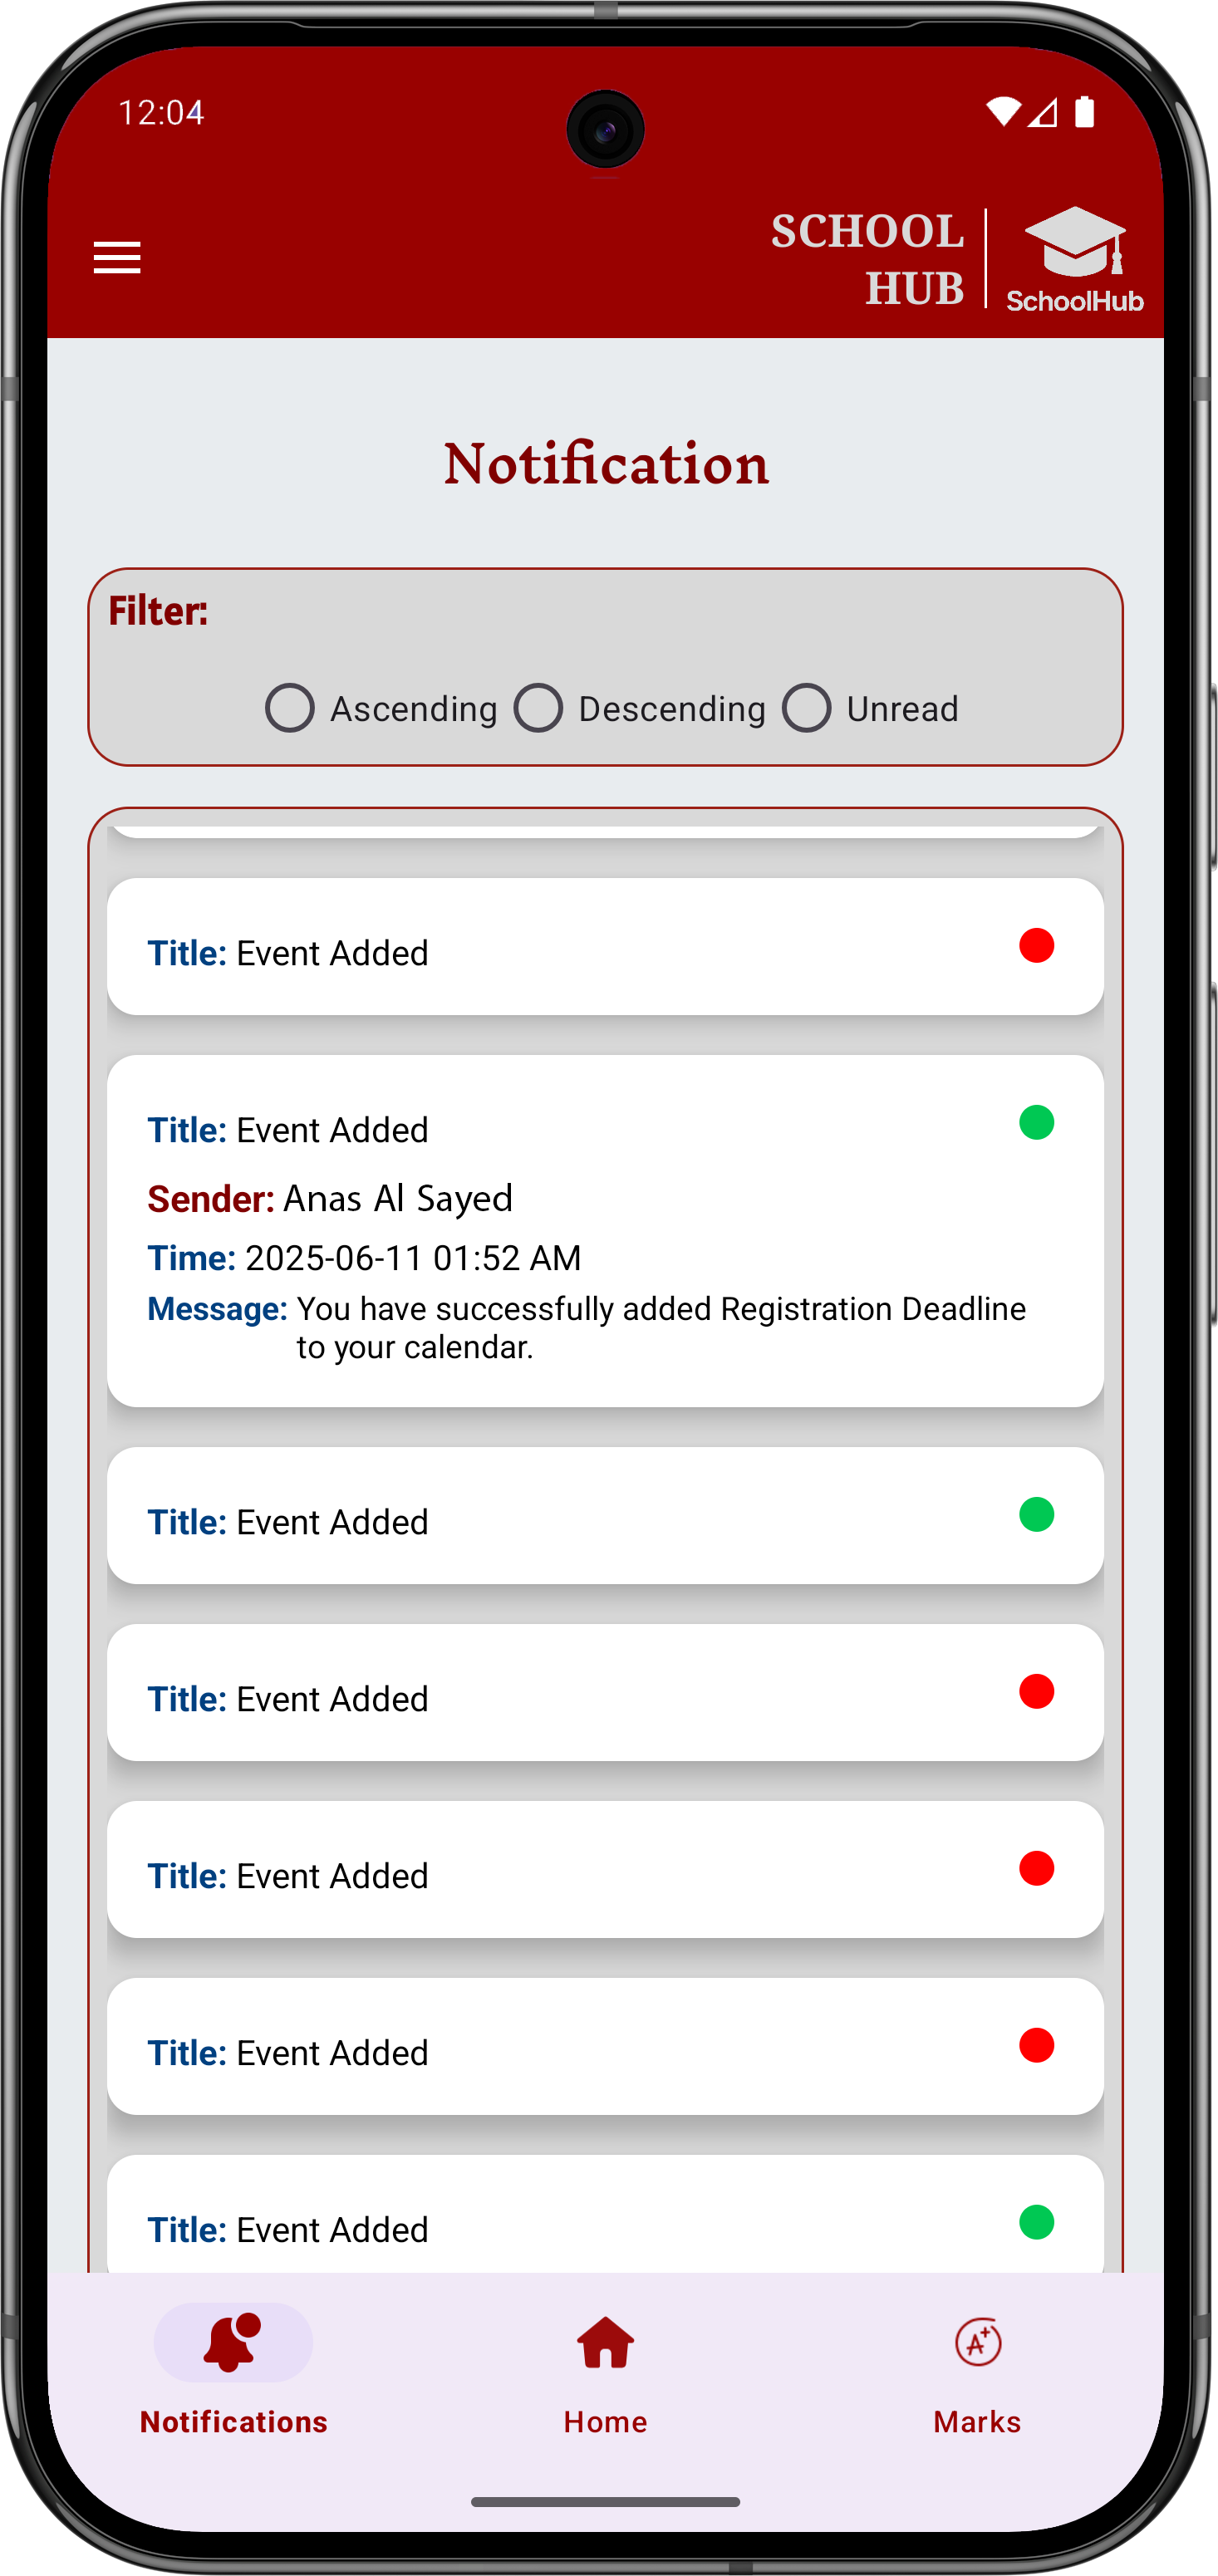 12:04
SCHOOL
HUB
SchoolHub
Notification
Filter:
Ascending Descending Unread
Title: Event Added
Title: Event Added
Sender: Anas Al Sayed
Time: 2025-06-11 01:52 AM
Message: You have successfully added Registration Deadline
to your calendar.
Title: Event Added
Title: Event Added
Title: Event Added
Title: Event Added
Title: Event Added
A+
Notifications Home Marks